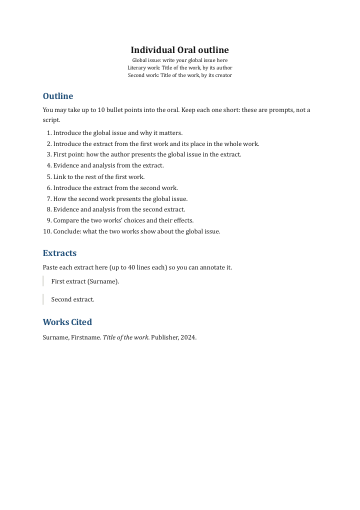 Individual Oral outline
Global issue: write your global issue here
Literary work: Title of the work, by its author
Second work: Title of the work, by its creator
Outline
You may take up to 10 bullet points into the oral. Keep each one short: these are prompts, not a
script.
1. Introduce the global issue and why it matters.
2. Introduce the extract from the first work and its place in the whole work.
3. First point: how the author presents the global issue in the extract.
4. Evidence and analysis from the extract.
5. Link to the rest of the first work.
6. Introduce the extract from the second work.
7. How the second work presents the global issue.
8. Evidence and analysis from the second extract.
9. Compare the two works' choices and their effects.
10. Conclude: what the two works show about the global issue.
Extracts
Paste each extract here (up to 40 lines each) so you can annotate it.
First extract (Surname).
Second extract.
Works Cited
Surname, Firstname. Title of the work. Publisher, 2024.